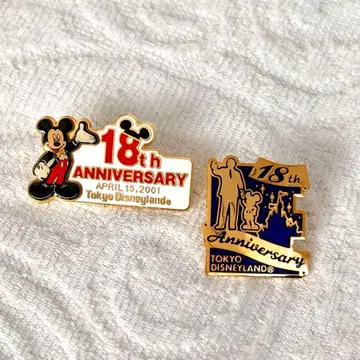 18th
ANNIVERSARY
APRIL 15, 2001
Tokyo Disneyland®
18th
Anniversary
TOKYO
DISNEYLAND®